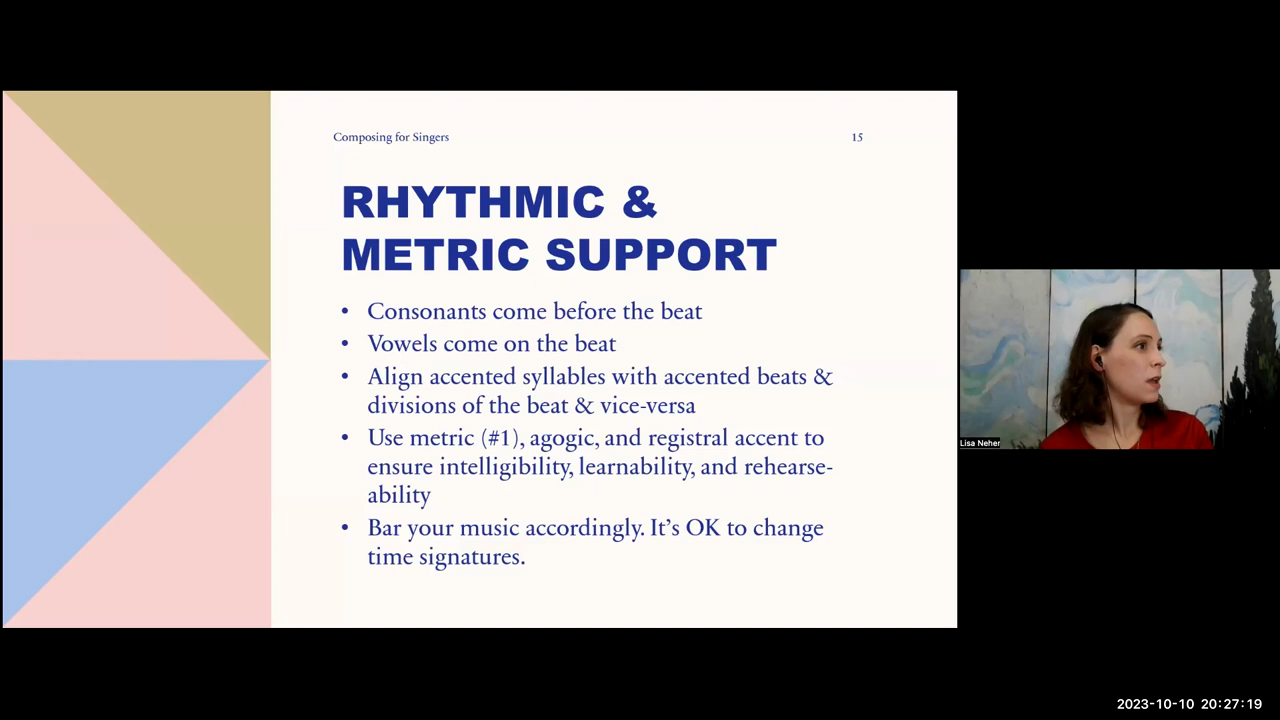 Composing for Singers
15
RHYTHMIC &
METRIC SUPPORT
• Consonants come before the beat
• Vowels come on the beat
• Align accented syllables with accented beats &
divisions of the beat & vice-versa
• Use metric (#1), agogic, and registral accent to
ensure intelligibility, learnability, and rehearse-
ability
• Bar your music accordingly. It’s OK to change
time signatures.
Lisa Neher
2023-10-10 20:27:19